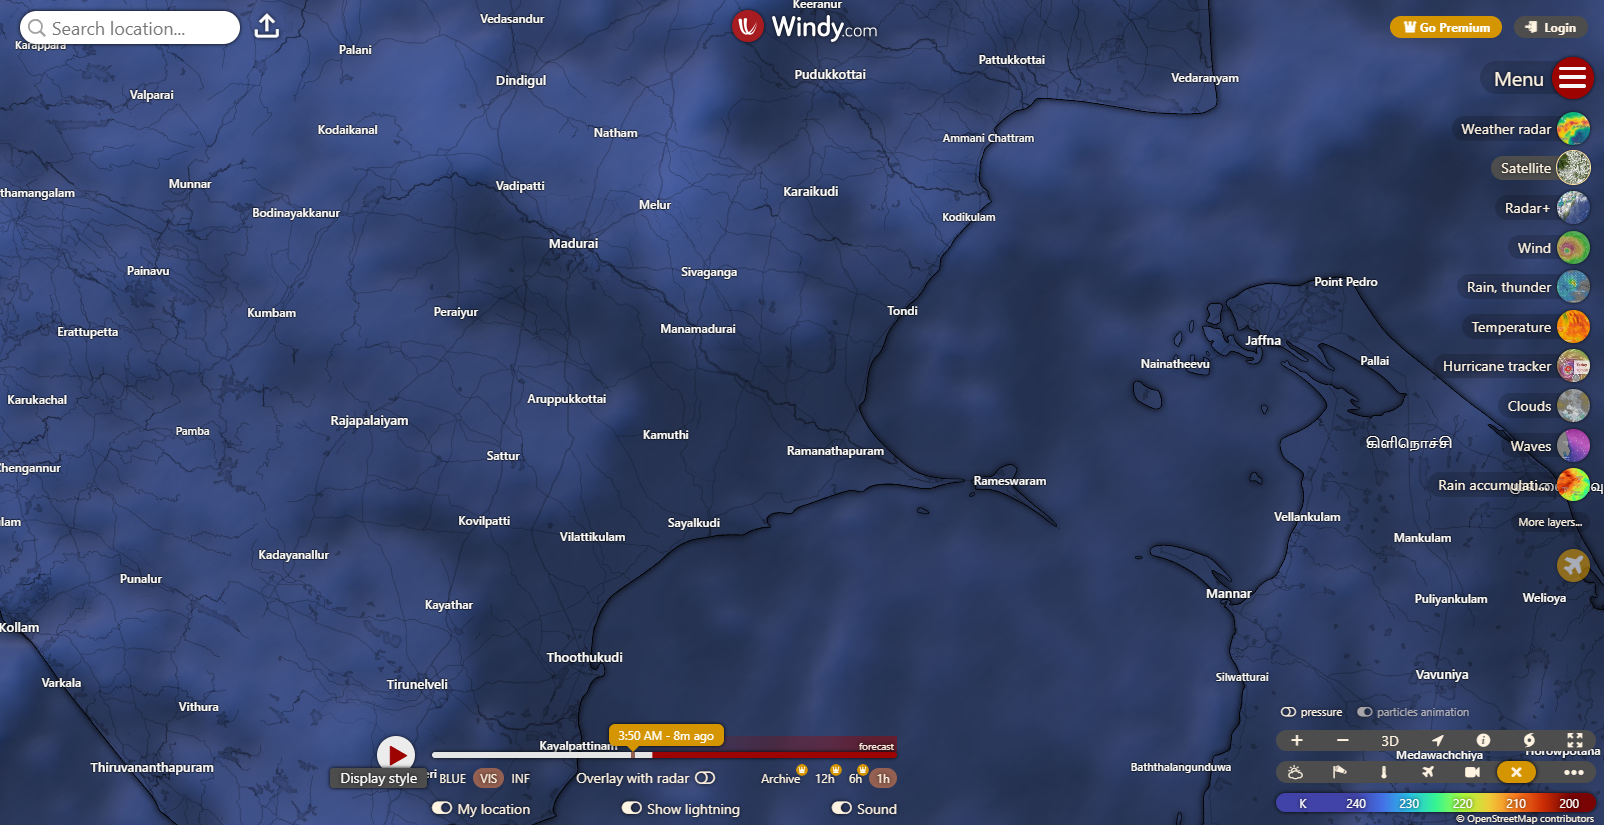 Search location...
Windy.com
Go Premium
Login
Menu
Weather radar
Satellite
Radar+
Wind
Rain, thunder
Temperature
Hurricane tracker
Clouds
Waves
Rain accumulati...
More layers...
Keeranur
Vedasandur
Karappara
Palani
Pattukkottai
Dindigul
Pudukkottai
Vedaranyam
Valparai
Kodaikanal
Natham
Ammani Chattram
Munnar
Vadipatti
thamangalam
Karaikudi
Melur
Bodinayakkanur
Kodikulam
Madurai
Painavu
Sivaganga
Point Pedro
Kumbam
Peraiyur
Tondi
Erattupetta
Manamadurai
Jaffna
Nainatheevu
Pallai
Karukachal
Aruppukkottai
Rajapalaiyam
Pamba
Kamuthi
கிளிநொச்சி
Sattur
Ramanathapuram
Chengannur
Rameswaram
lam
Kovilpatti
Sayalkudi
Vellankulam
Vilattikulam
Mankulam
Kadayanallur
Punalur
Mannar
Welioya
Kayathar
Puliyankulam
Kollam
Thoothukudi
Varkala
Tirunelveli
Silwatturai
Vavuniya
Vithura
Kayalpattinam
Thiruvananthapuram
Baththalangunduwa
Medawachchiya
Horowpotana
3:50 AM - 8m ago
forecast
Display style
eri
BLUE
VIS
INF
Overlay with radar
Archive
12h
6h
1h
My location
Show lightning
Sound
pressure
particles animation
3D
K 240 230 220 210 200
© OpenStreetMap contributors